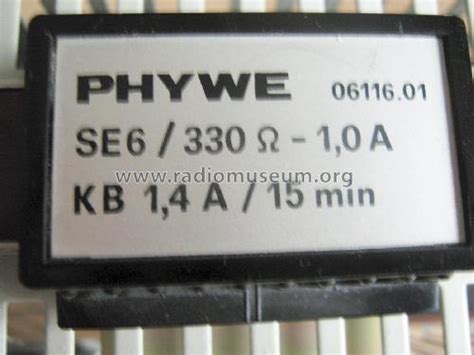 PHYWE 06116.01
SE6 / 330 Ω - 1,0 A
www.radiomuseum.org
KB 1,4 A / 15 min